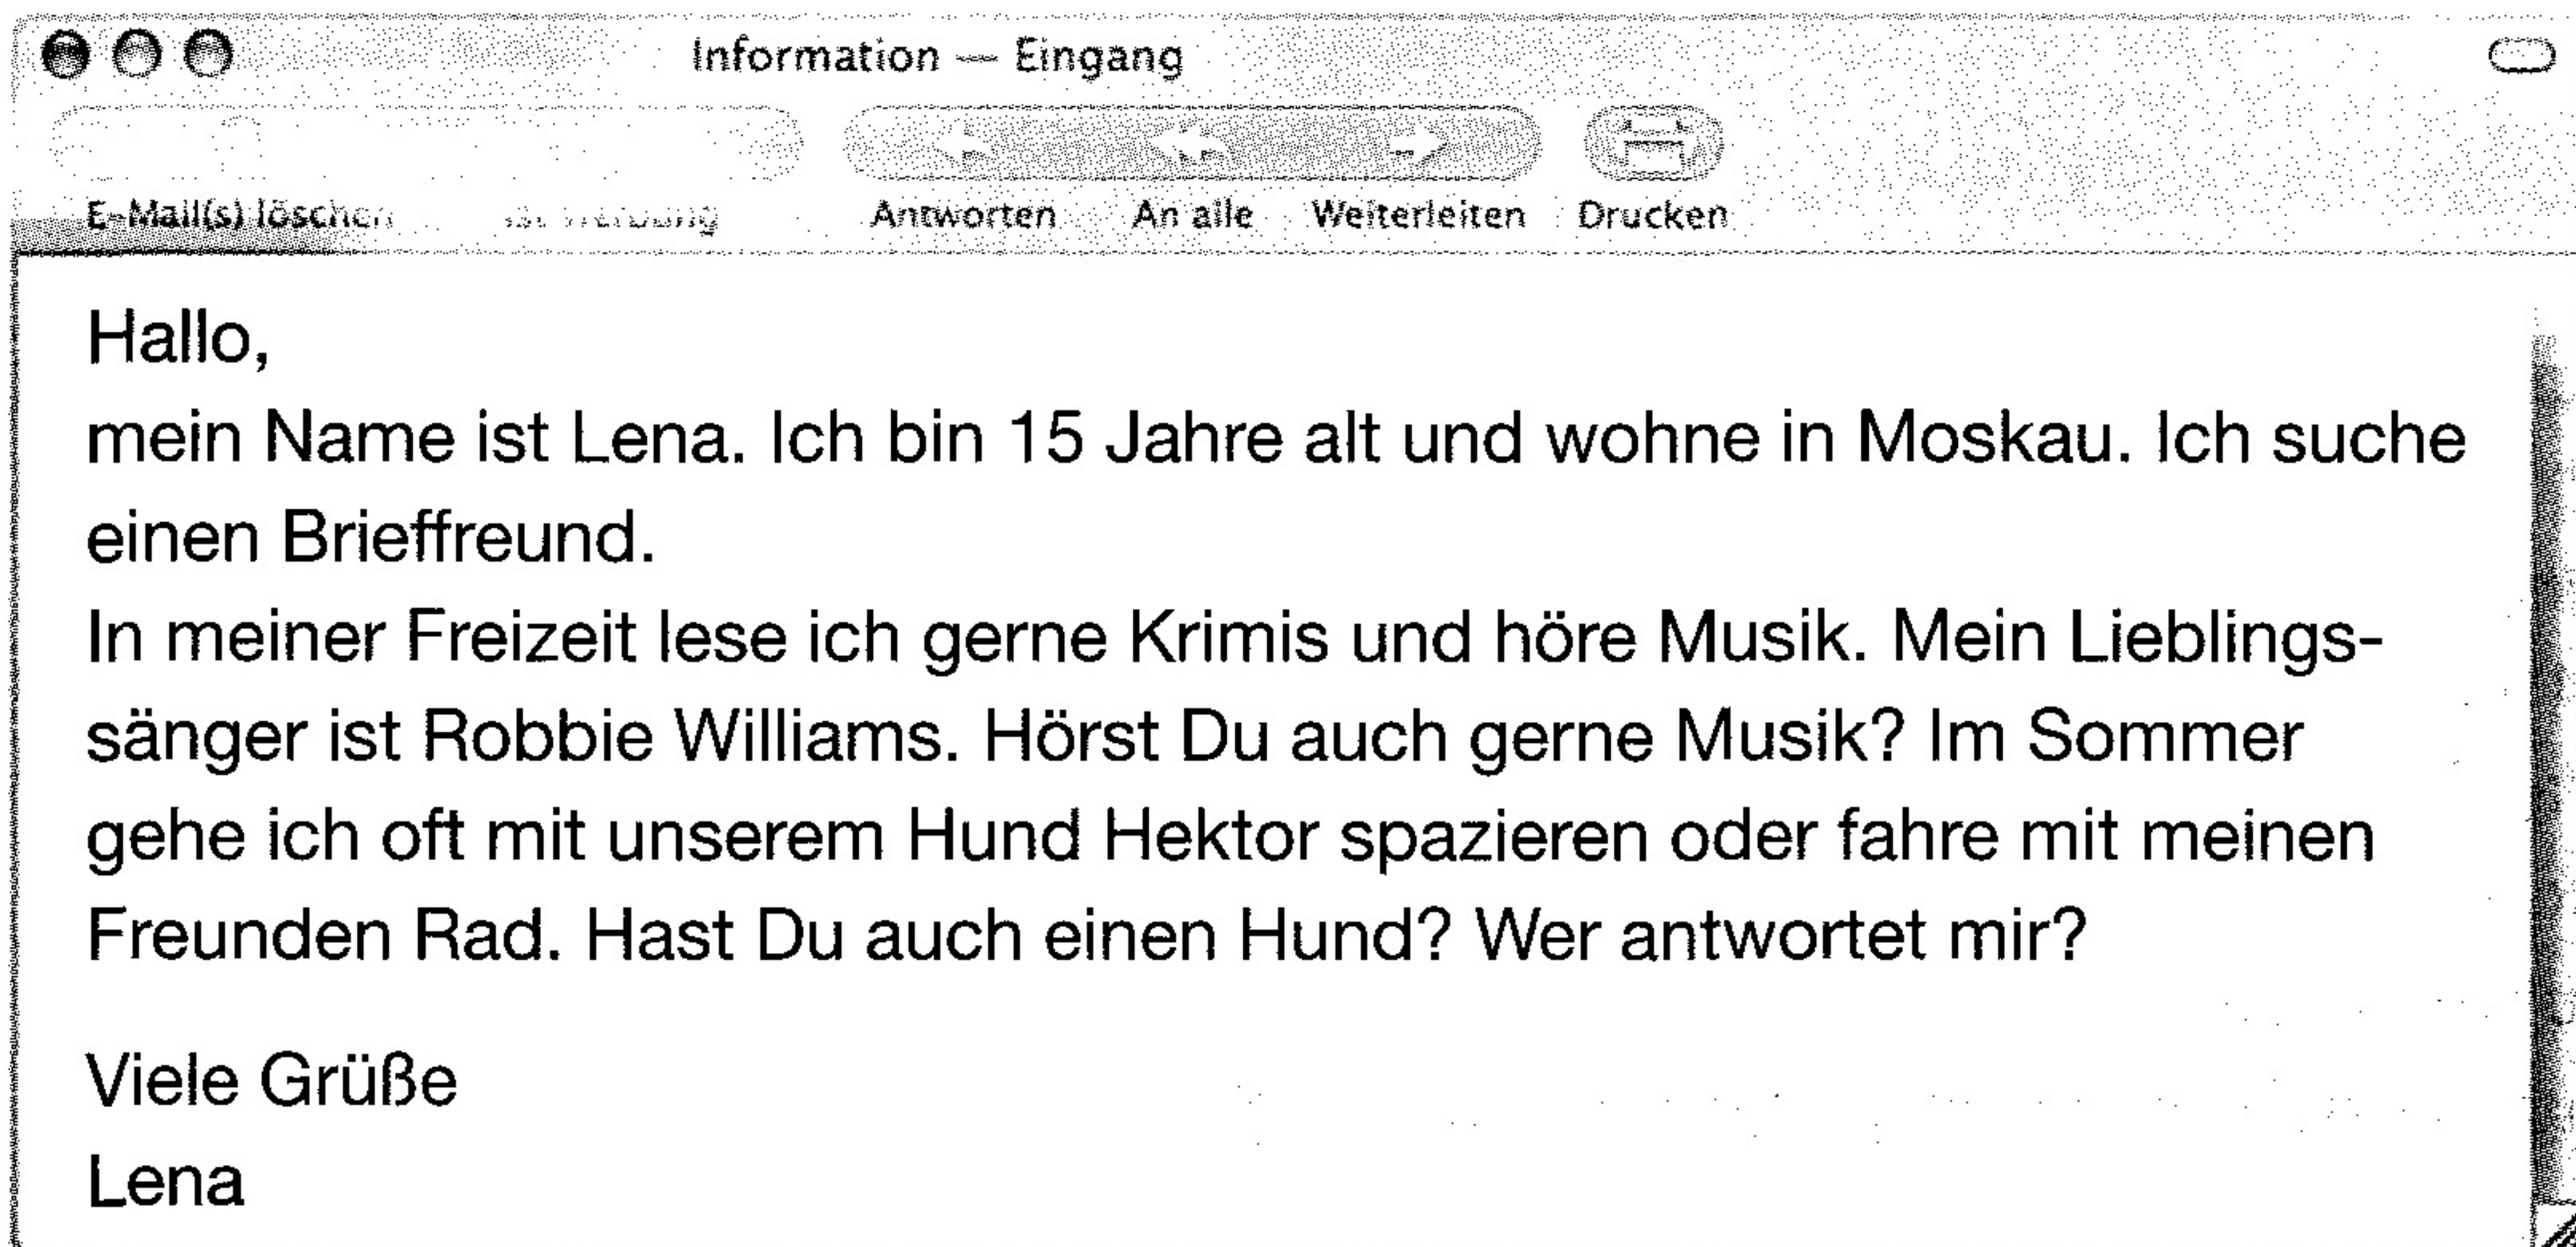 Information — Eingang
E-Mail(s) löschen Antworten An alle Weiterleiten Drucken
Hallo,
mein Name ist Lena. Ich bin 15 Jahre alt und wohne in Moskau. Ich suche
einen Brieffreund.
In meiner Freizeit lese ich gerne Krimis und höre Musik. Mein Lieblings-
sänger ist Robbie Williams. Hörst Du auch gerne Musik? Im Sommer
gehe ich oft mit unserem Hund Hektor spazieren oder fahre mit meinen
Freunden Rad. Hast Du auch einen Hund? Wer antwortet mir?
Viele Grüße
Lena